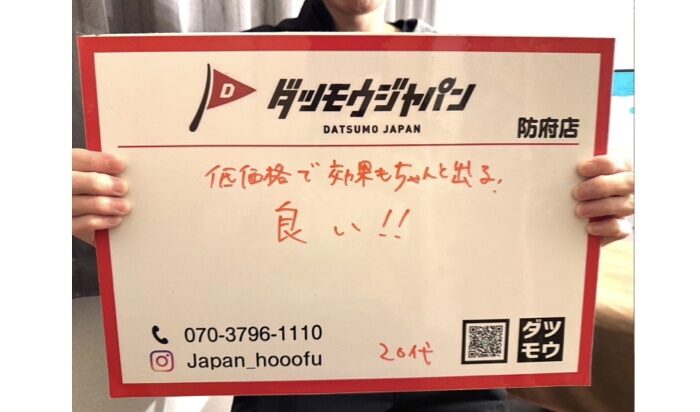 D
ダツモウジャパン
DATSUMO JAPAN
防府店
低価格で効果もちゃんと出る!
良い!!
070-3796-1110
Japan_hooofu
20代
ダツ
モウ